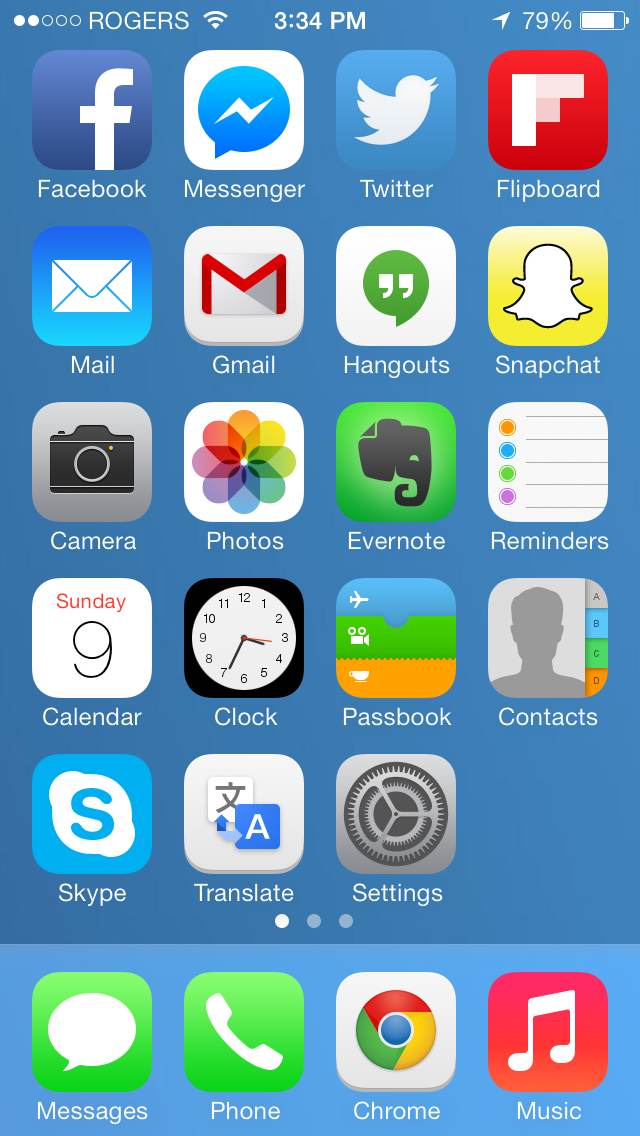 ROGERS 3:34 PM 79%
Facebook Messenger Twitter Flipboard
Mail Gmail Hangouts Snapchat
Camera Photos Evernote Reminders
Sunday
9
12
11 1
10 2
9 3
8 4
7 5
6
A
B
C
D
Calendar Clock Passbook Contacts
S
文
A
Skype Translate Settings
Messages Phone Chrome Music